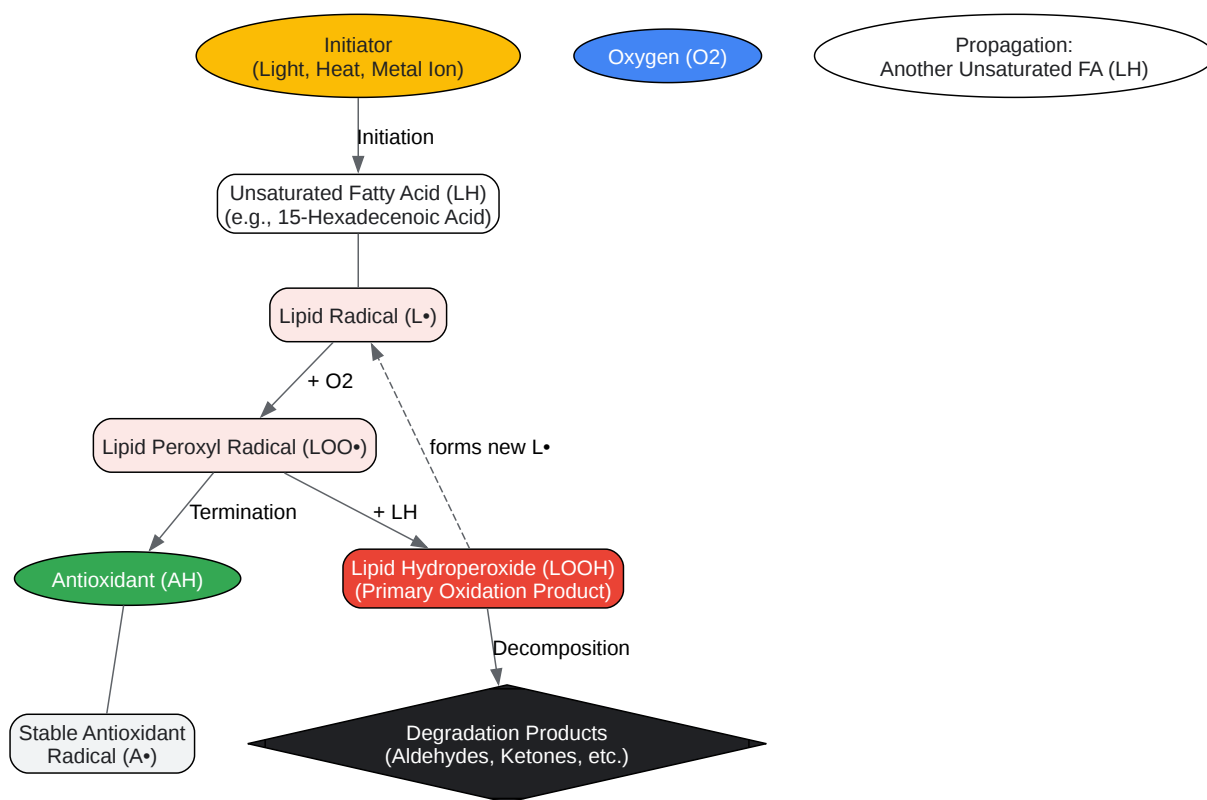 Initiator
(Light, Heat, Metal Ion)
Oxygen (O2)
Propagation:
Another Unsaturated FA (LH)
Initiation
Unsaturated Fatty Acid (LH)
(e.g., 15-Hexadecenoic Acid)
Lipid Radical (L•)
+ O2
Lipid Peroxyl Radical (LOO•)
forms new L•
Termination
+ LH
Antioxidant (AH)
Lipid Hydroperoxide (LOOH)
(Primary Oxidation Product)
Decomposition
Stable Antioxidant
Radical (A•)
Degradation Products
(Aldehydes, Ketones, etc.)